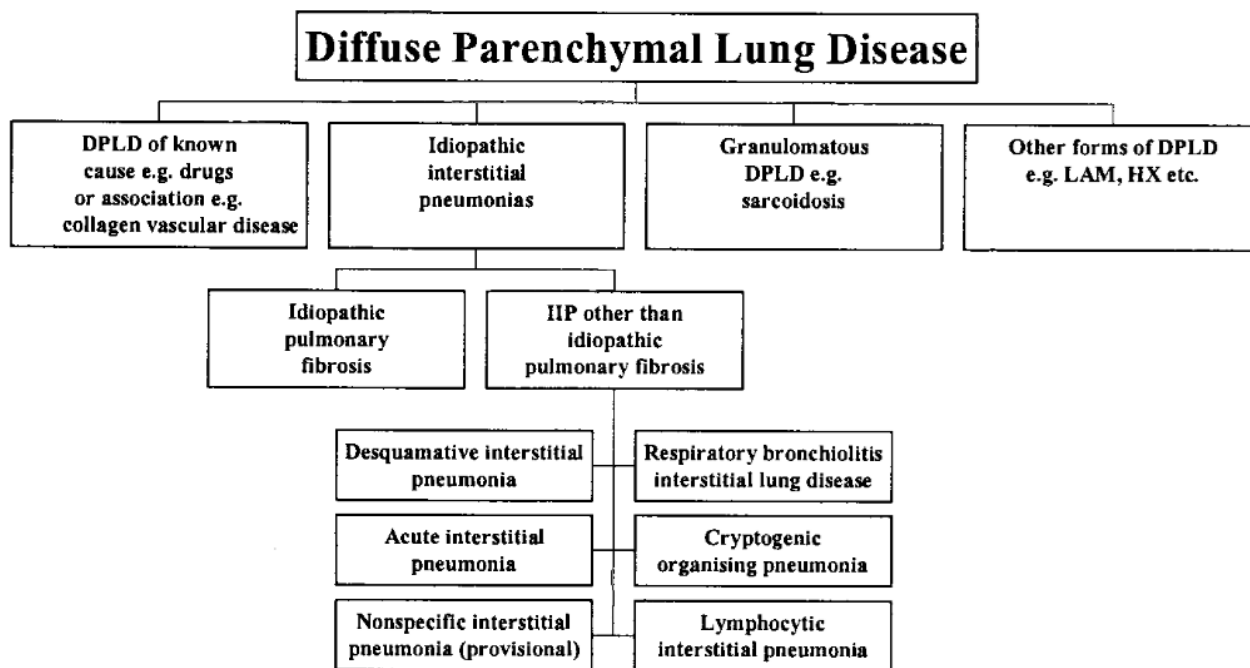 Diffuse Parenchymal Lung Disease
DPLD of known
cause e.g. drugs
or association e.g.
collagen vascular disease
Idiopathic
interstitial
pneumonias
Granulomatous
DPLD e.g.
sarcoidosis
Other forms of DPLD
e.g. LAM, HX etc.
Idiopathic
pulmonary
fibrosis
IIP other than
idiopathic
pulmonary fibrosis
Desquamative interstitial
pneumonia
Respiratory bronchiolitis
interstitial lung disease
Acute interstitial
pneumonia
Cryptogenic
organising pneumonia
Nonspecific interstitial
pneumonia (provisional)
Lymphocytic
interstitial pneumonia